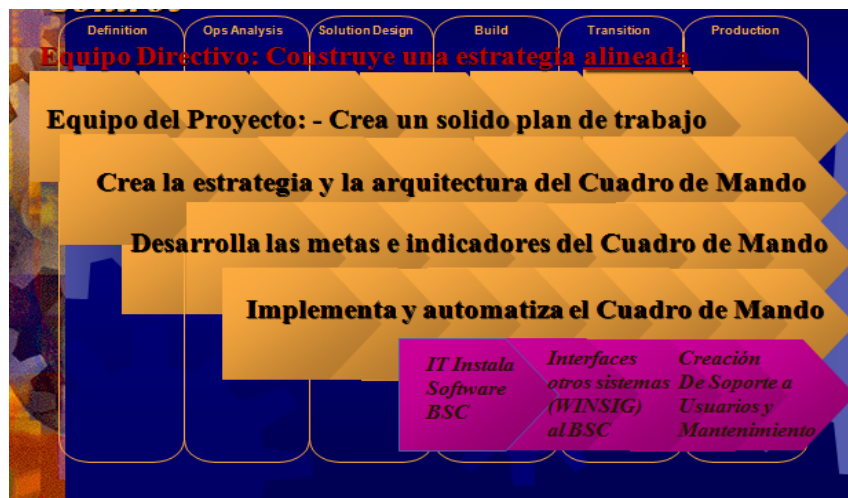 Definition
Ops Analysis
Solution Design
Build
Transition
Production
Equipo Directivo: Construye una estrategia alineada
Equipo del Proyecto: - Crea un solido plan de trabajo
Crea la estrategia y la arquitectura del Cuadro de Mando
Desarrolla las metas e indicadores del Cuadro de Mando
Implementa y automatiza el Cuadro de Mando
IT Instala
Software
BSC
Interfaces
otros sistemas
(WINSIG)
al BSC
Creación
De Soporte a
Usuarios y
Mantenimiento